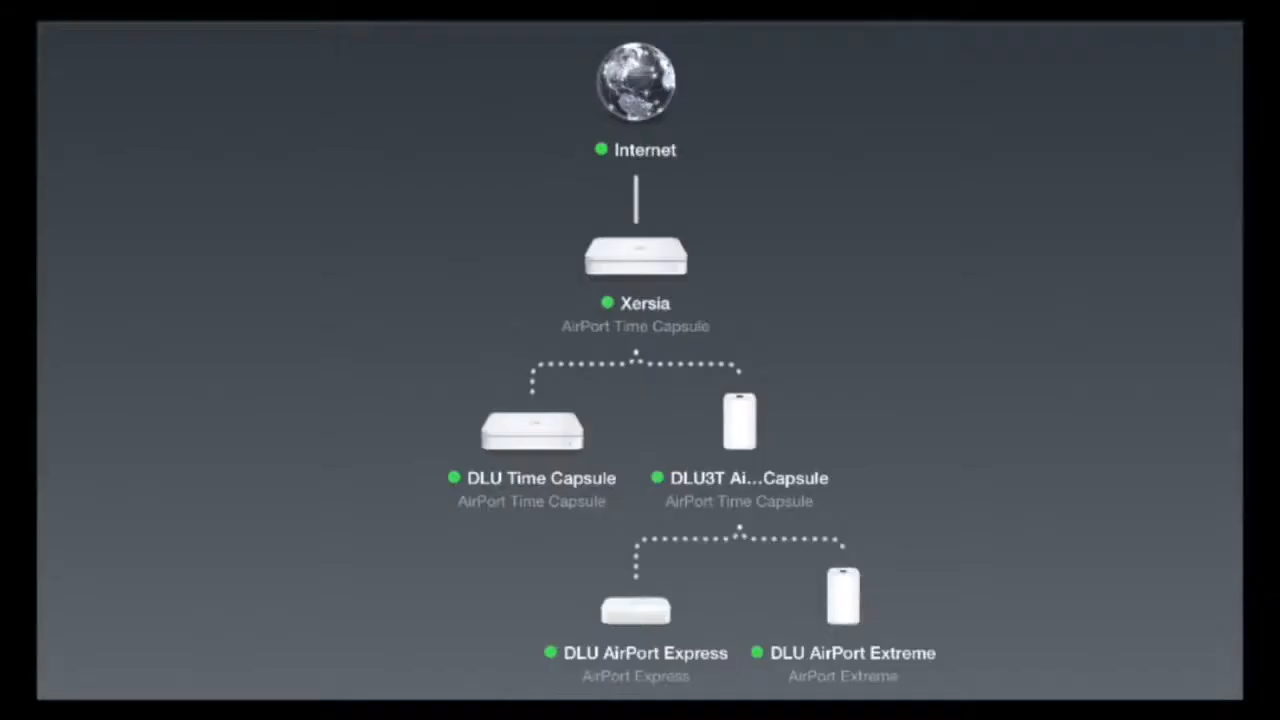 Internet
Xersia
AirPort Time Capsule
DLU Time Capsule
AirPort Time Capsule
DLU3T Ai...Capsule
AirPort Time Capsule
DLU AirPort Express
AirPort Express
DLU AirPort Extreme
AirPort Extreme